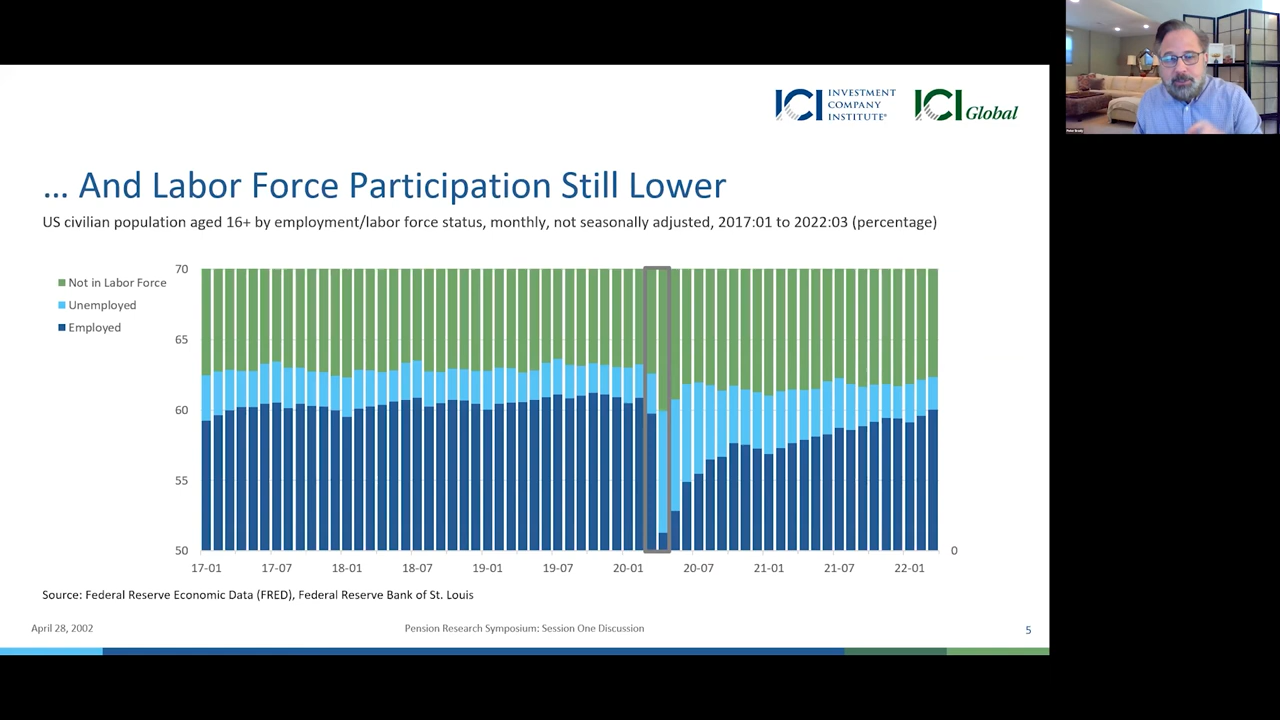 ICI INVESTMENT
COMPANY
INSTITUTE®
ICI Global
... And Labor Force Participation Still Lower
US civilian population aged 16+ by employment/labor force status, monthly, not seasonally adjusted, 2017:01 to 2022:03 (percentage)
Not in Labor Force
Unemployed
Employed
70
65
60
55
50
0
17-01 17-07 18-01 18-07 19-01 19-07 20-01 20-07 21-01 21-07 22-01
Source: Federal Reserve Economic Data (FRED), Federal Reserve Bank of St. Louis
April 28, 2002
Pension Research Symposium: Session One Discussion
5
Peter Brady